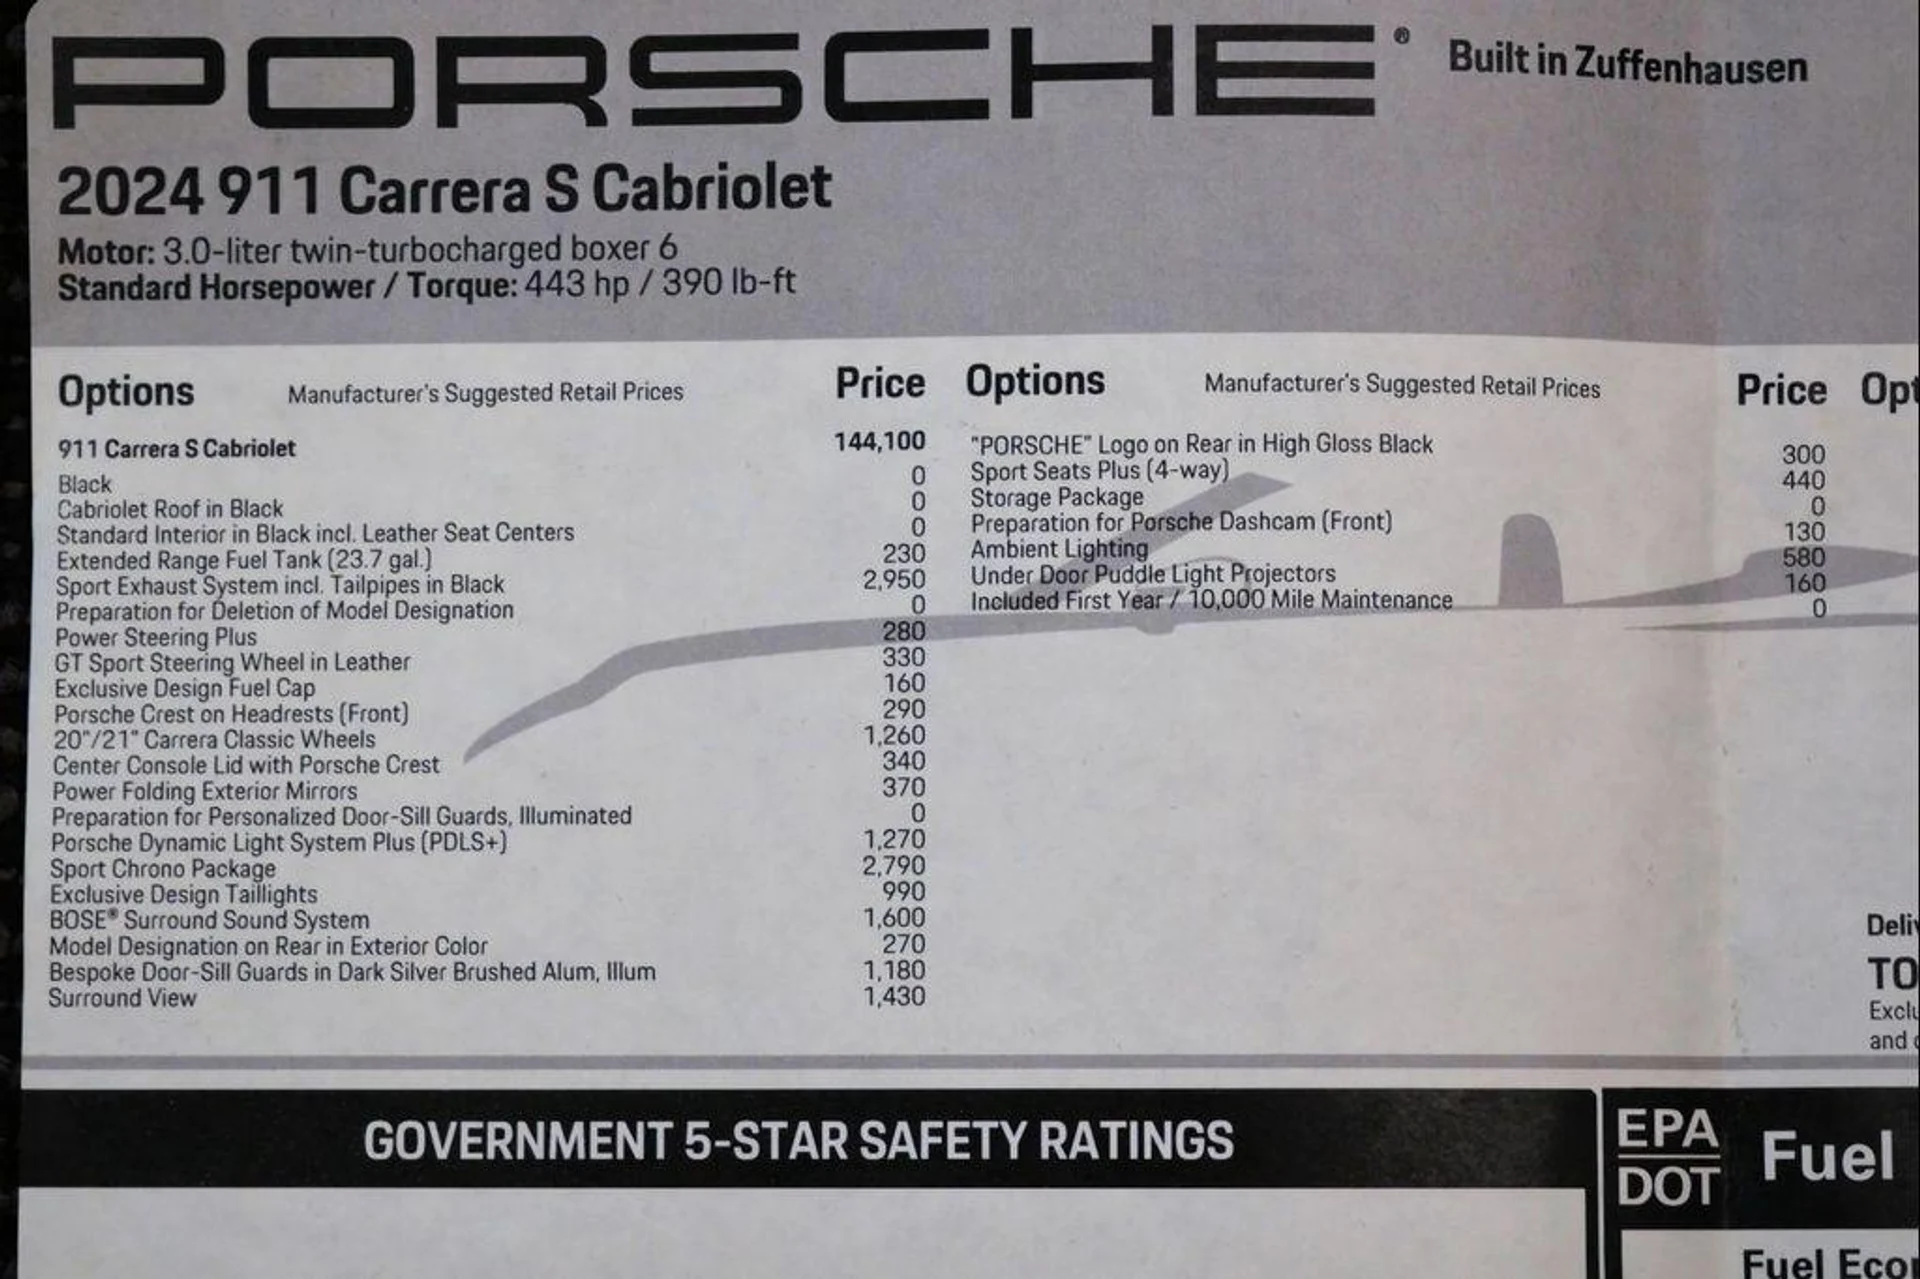 PORSCHE® Built in Zuffenhausen
2024 911 Carrera S Cabriolet
Motor: 3.0-liter twin-turbocharged boxer 6
Standard Horsepower / Torque: 443 hp / 390 lb-ft
Options Manufacturer's Suggested Retail Prices Price
911 Carrera S Cabriolet 144,100
Black 0
Cabriolet Roof in Black 0
Standard Interior in Black incl. Leather Seat Centers 0
Extended Range Fuel Tank (23.7 gal.) 230
Sport Exhaust System incl. Tailpipes in Black 2,950
Preparation for Deletion of Model Designation 0
Power Steering Plus 280
GT Sport Steering Wheel in Leather 330
Exclusive Design Fuel Cap 160
Porsche Crest on Headrests (Front) 290
20"/21" Carrera Classic Wheels 1,260
Center Console Lid with Porsche Crest 340
Power Folding Exterior Mirrors 370
Preparation for Personalized Door-Sill Guards, Illuminated 0
Porsche Dynamic Light System Plus (PDLS+) 1,270
Sport Chrono Package 2,790
Exclusive Design Taillights 990
BOSE® Surround Sound System 1,600
Model Designation on Rear in Exterior Color 270
Bespoke Door-Sill Guards in Dark Silver Brushed Alum, Illum 1,180
Surround View 1,430
Options Manufacturer's Suggested Retail Prices Price
"PORSCHE" Logo on Rear in High Gloss Black 300
Sport Seats Plus (4-way) 440
Storage Package 0
Preparation for Porsche Dashcam (Front) 130
Ambient Lighting 580
Under Door Puddle Light Projectors 160
Included First Year / 10,000 Mile Maintenance 0
Opt
Deliv
TO
Exclu
and
GOVERNMENT 5-STAR SAFETY RATINGS
EPA
DOT
Fuel
Fuel Econ